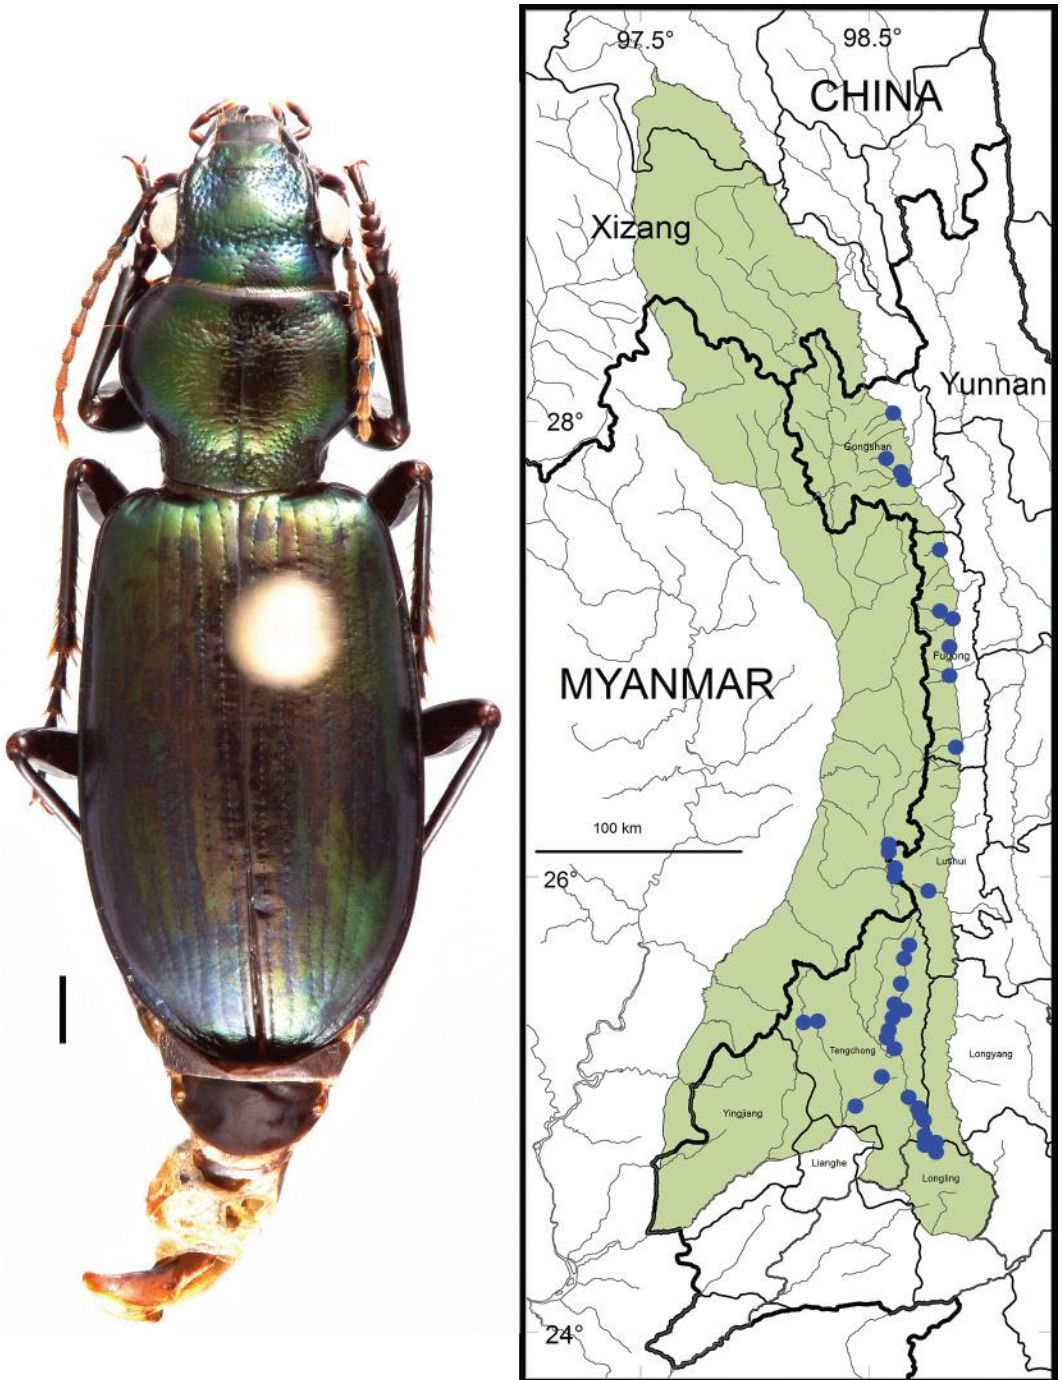 97.5° 98.5°
CHINA
Xizang
Yunnan
28°
Gongshan
Fugong
MYANMAR
100 km
26°
Lushui
Tengchong
Longyang
Yingjiang
Lianghe
Longling
24°